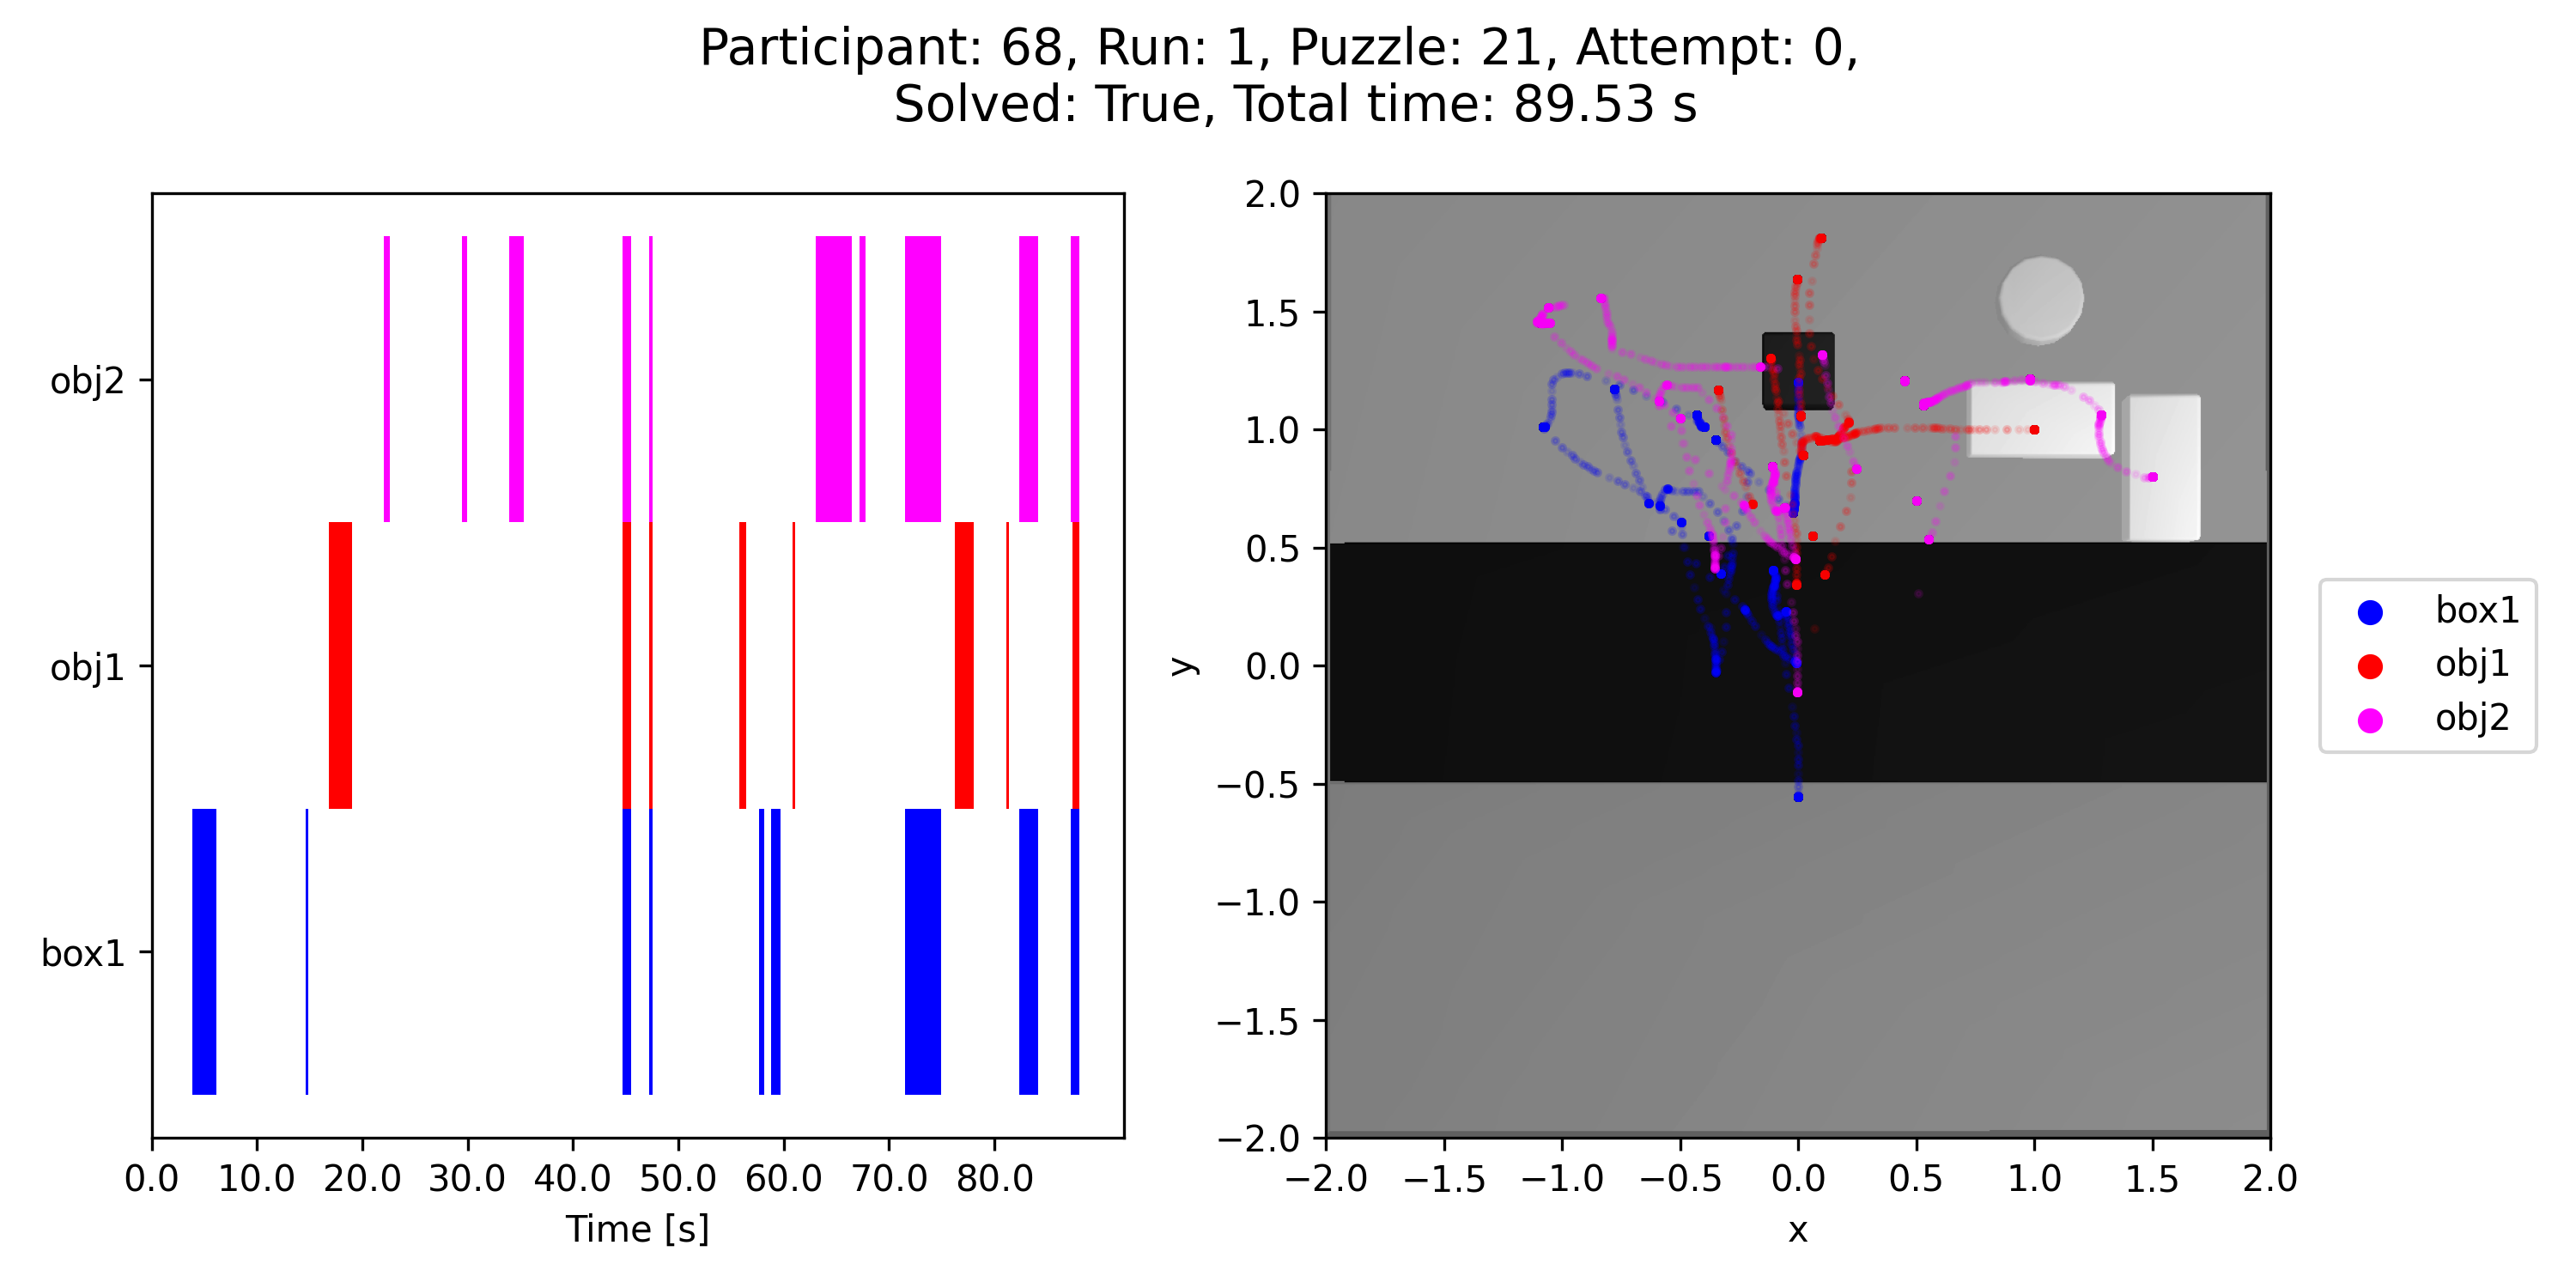 Participant: 68, Run: 1, Puzzle: 21, Attempt: 0,
Solved: True, Total time: 89.53 s
obj2
obj1
box1
0.0 10.0 20.0 30.0 40.0 50.0 60.0 70.0 80.0
Time [s]
2.0
1.5
1.0
0.5
0.0
−0.5
−1.0
−1.5
−2.0
y
−2.0 −1.5 −1.0 −0.5 0.0 0.5 1.0 1.5 2.0
x
box1
obj1
obj2